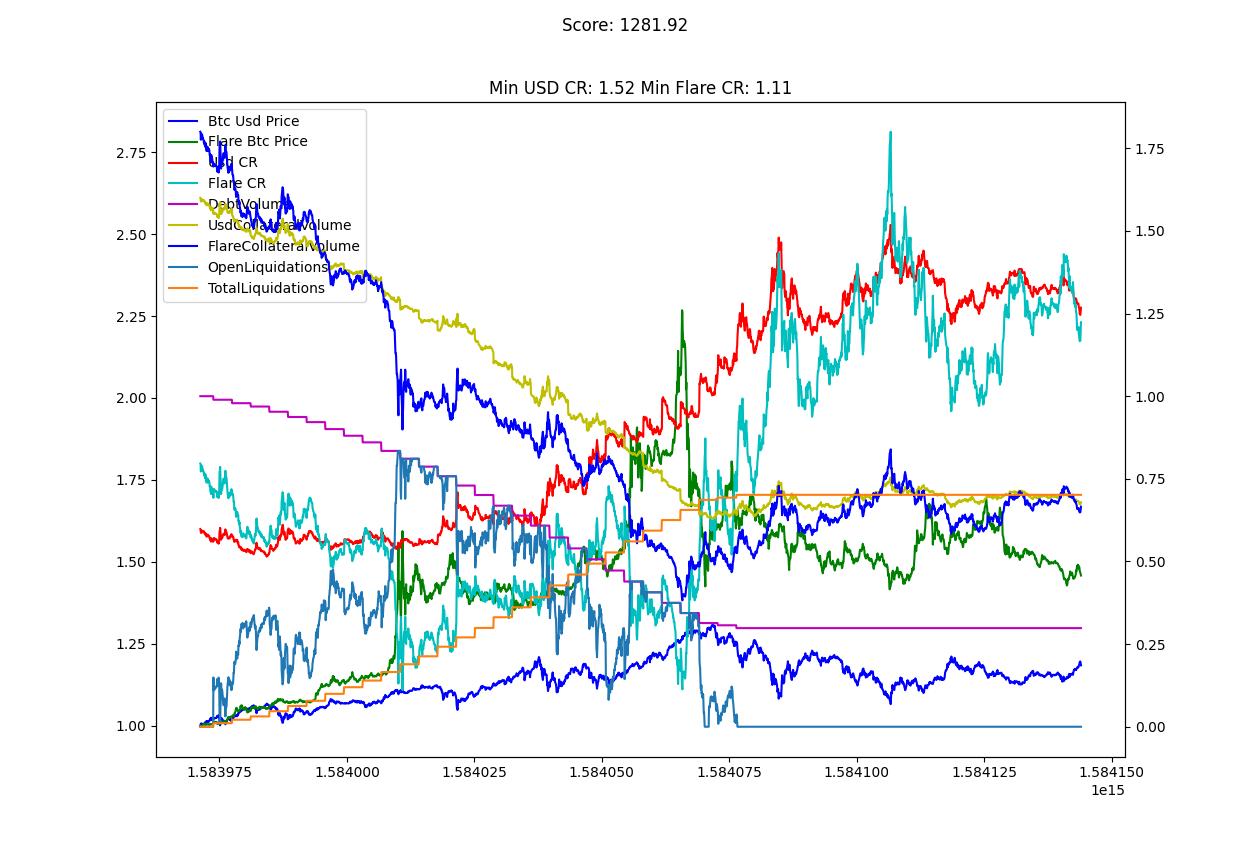 Score: 1281.92
Min USD CR: 1.52 Min Flare CR: 1.11
Btc Usd Price
Flare Btc Price
Usd CR
Flare CR
DebtVolume
UsdCollateralVolume
FlareCollateralVolume
OpenLiquidations
TotalLiquidations
2.75
2.50
2.25
2.00
1.75
1.50
1.25
1.00
1.75
1.50
1.25
1.00
0.75
0.50
0.25
0.00
1.583975
1.584000
1.584025
1.584050
1.584075
1.584100
1.584125
1.584150
1e15